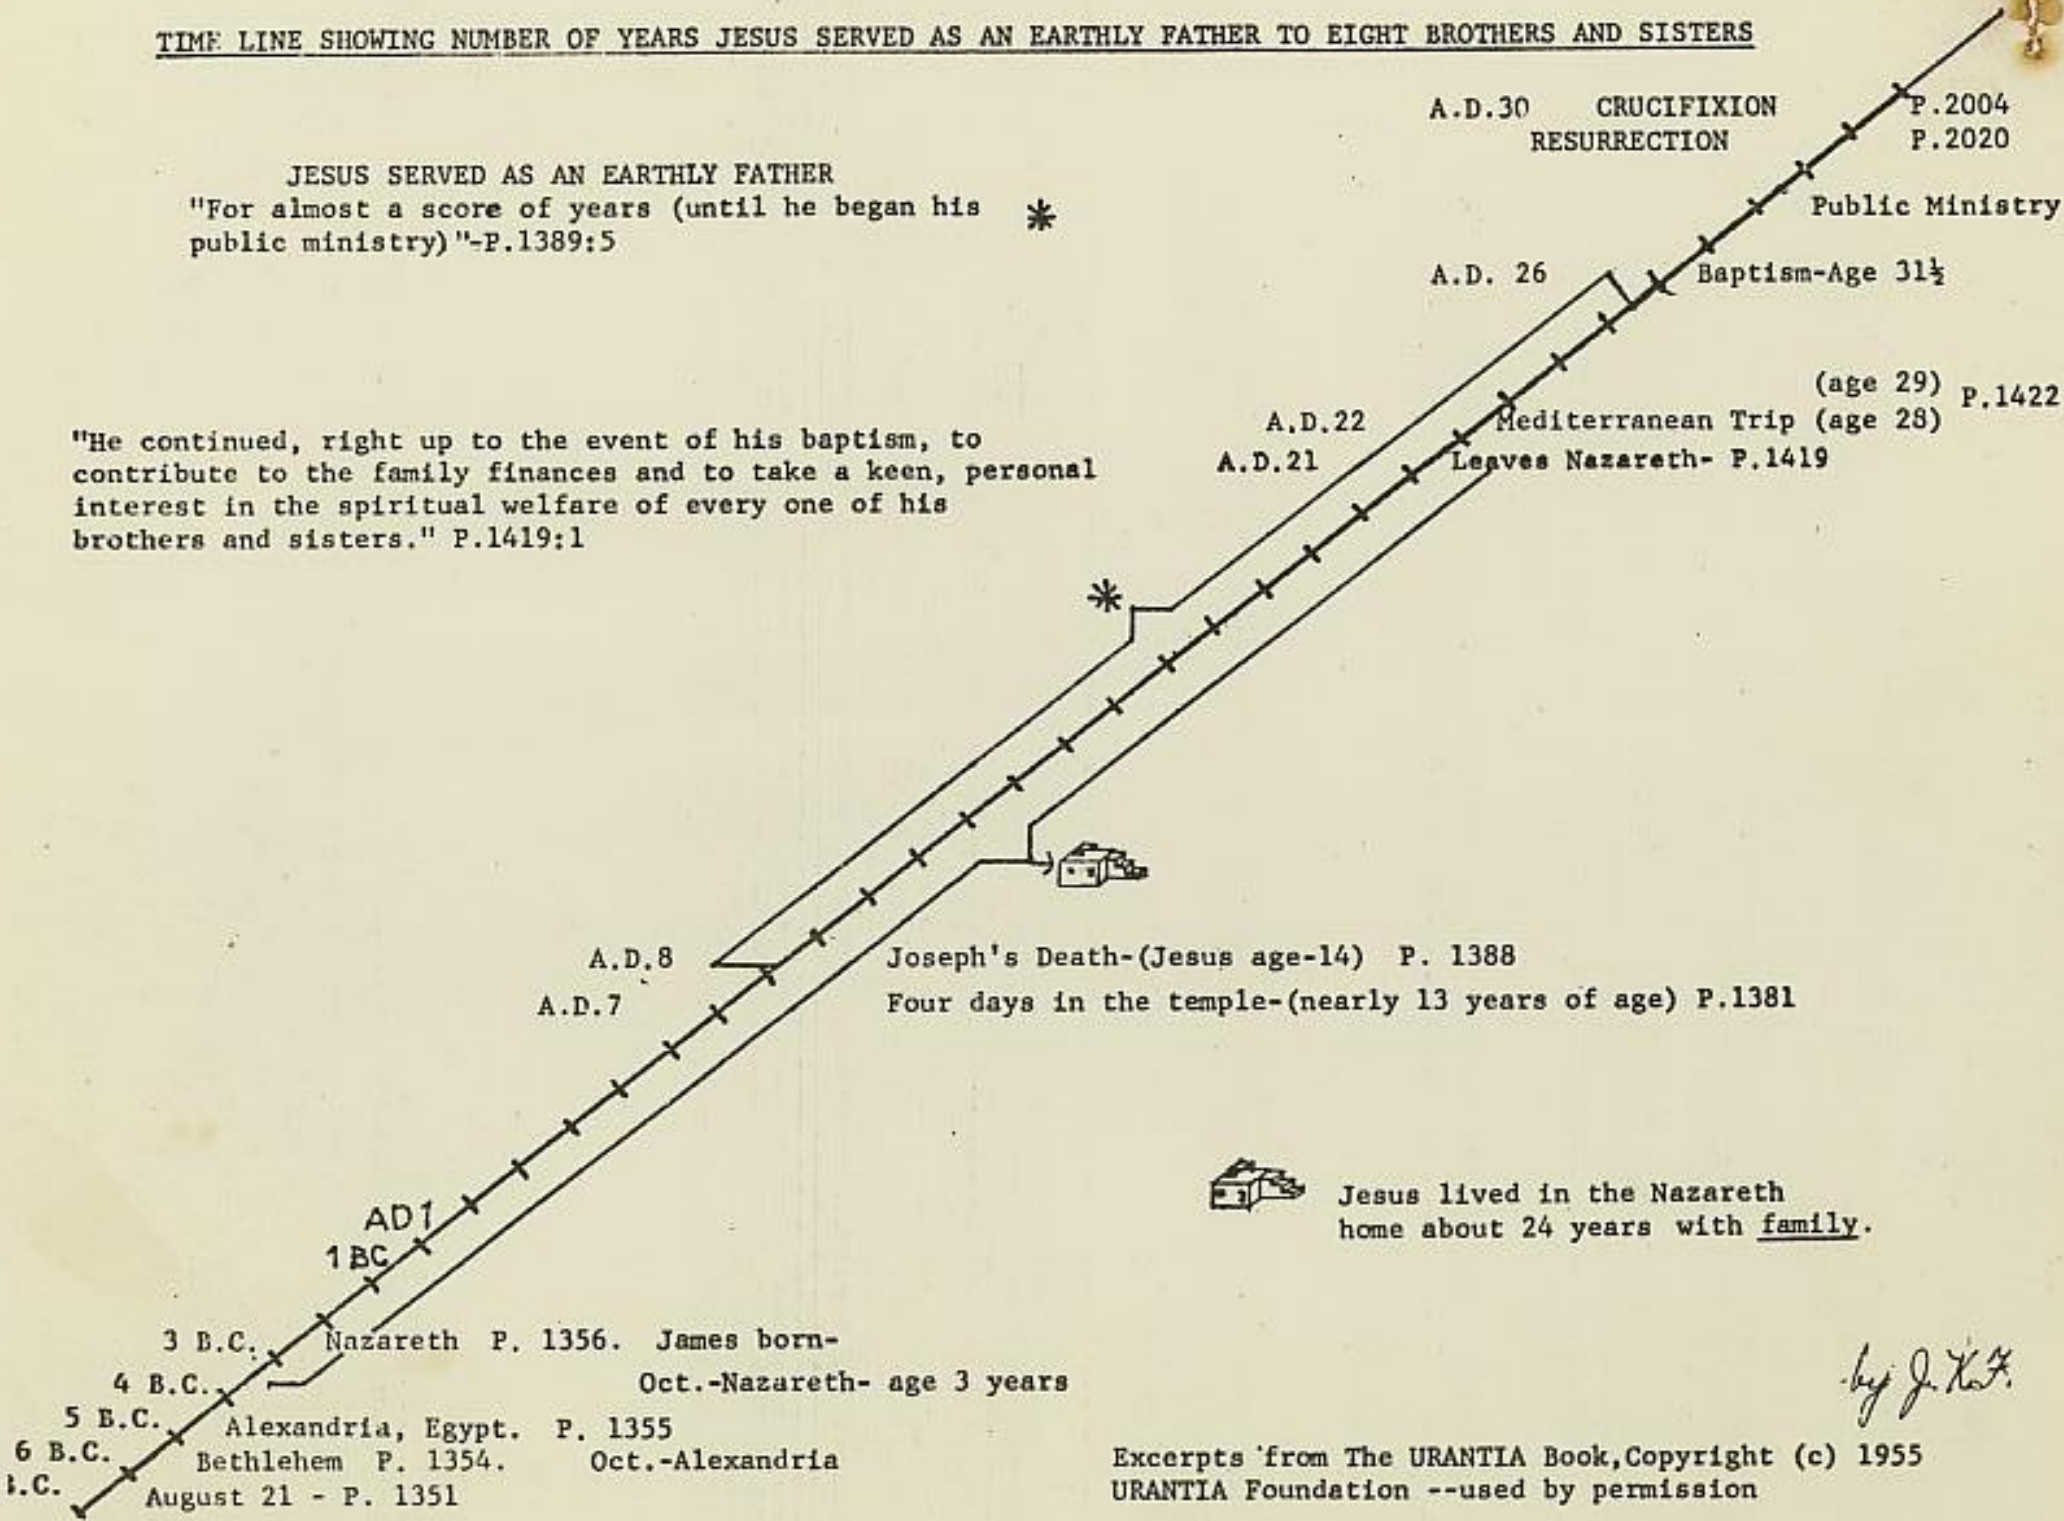 TIME LINE SHOWING NUMBER OF YEARS JESUS SERVED AS AN EARTHLY FATHER TO EIGHT BROTHERS AND SISTERS
A.D.30 CRUCIFIXION P.2004
RESURRECTION P.2020
JESUS SERVED AS AN EARTHLY FATHER
"For almost a score of years (until he began his
public ministry)"-P.1389:5
Public Ministry
A.D. 26 Baptism-Age 31½
(age 29) P.1422
A.D.22 Mediterranean Trip (age 28)
A.D.21 Leaves Nazareth- P.1419
"He continued, right up to the event of his baptism, to
contribute to the family finances and to take a keen, personal
interest in the spiritual welfare of every one of his
brothers and sisters." P.1419:1
A.D.8 Joseph's Death-(Jesus age-14) P. 1388
A.D.7 Four days in the temple-(nearly 13 years of age) P.1381
Jesus lived in the Nazareth
home about 24 years with family.
AD1
1 BC
3 B.C. Nazareth P. 1356. James born-
4 B.C. Oct.-Nazareth- age 3 years
5 B.C. Alexandria, Egypt. P. 1355
6 B.C. Bethlehem P. 1354. Oct.-Alexandria
B.C. August 21 - P. 1351
by J.K.F.
Excerpts from The URANTIA Book,Copyright (c) 1955
URANTIA Foundation --used by permission